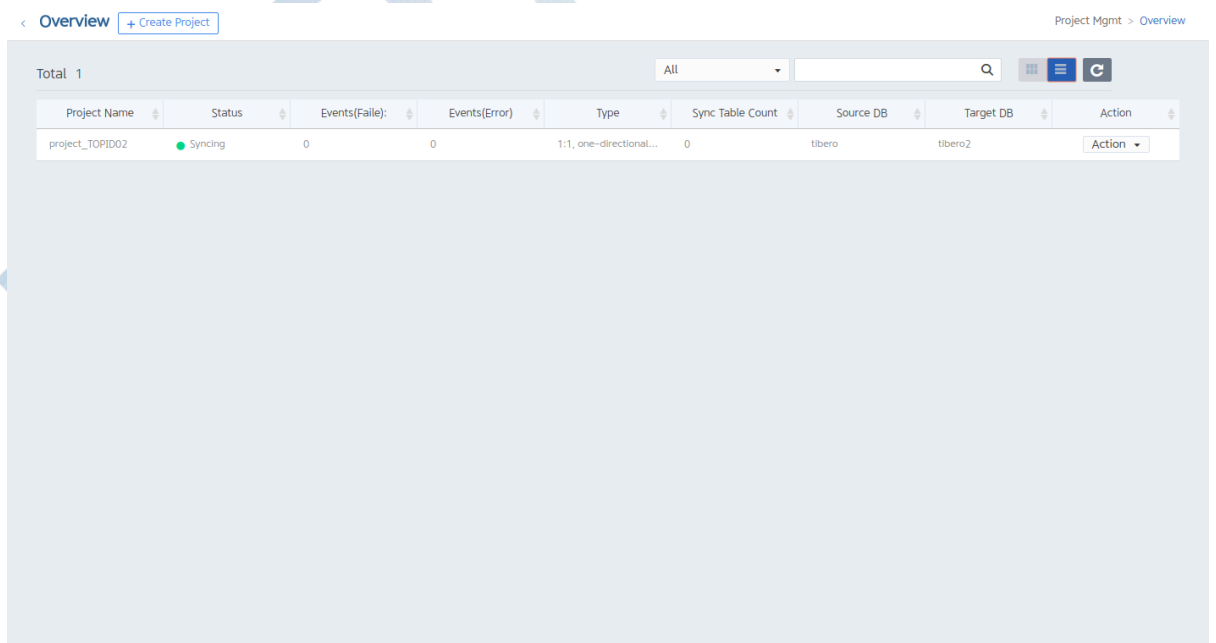 ‹ Overview + Create Project Project Mgmt > Overview
Total 1 All
Project Name Status Events(Faile): Events(Error) Type Sync Table Count Source DB Target DB Action
project_TOPID02 Syncing 0 0 1:1, one-directional... 0 tibero tibero2 Action